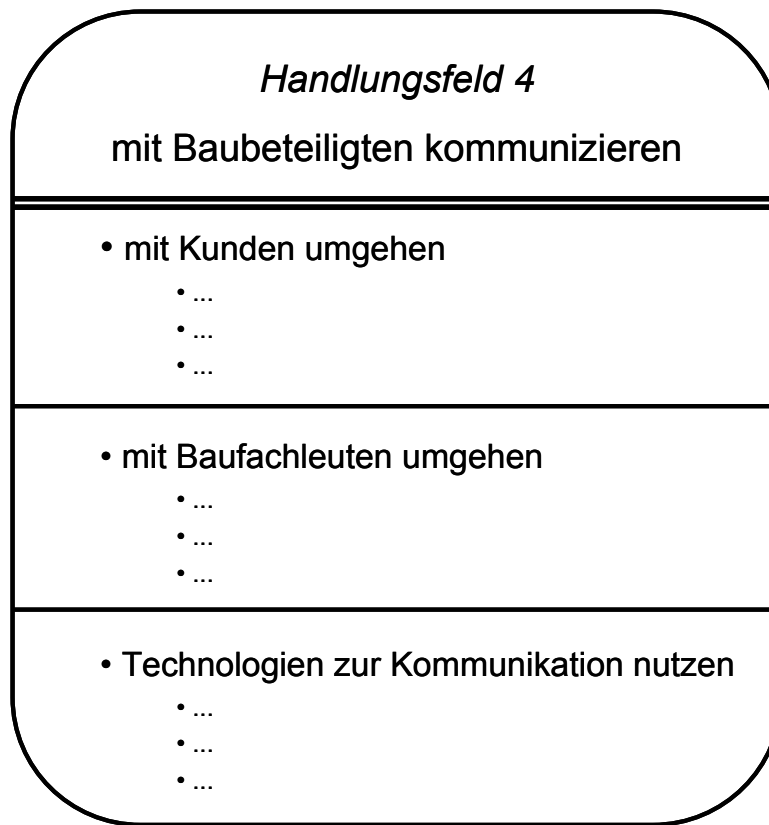 Handlungsfeld 4
mit Baubeteiligten kommunizieren
• mit Kunden umgehen
• ...
• ...
• ...
• mit Baufachleuten umgehen
• ...
• ...
• ...
• Technologien zur Kommunikation nutzen
• ...
• ...
• ...